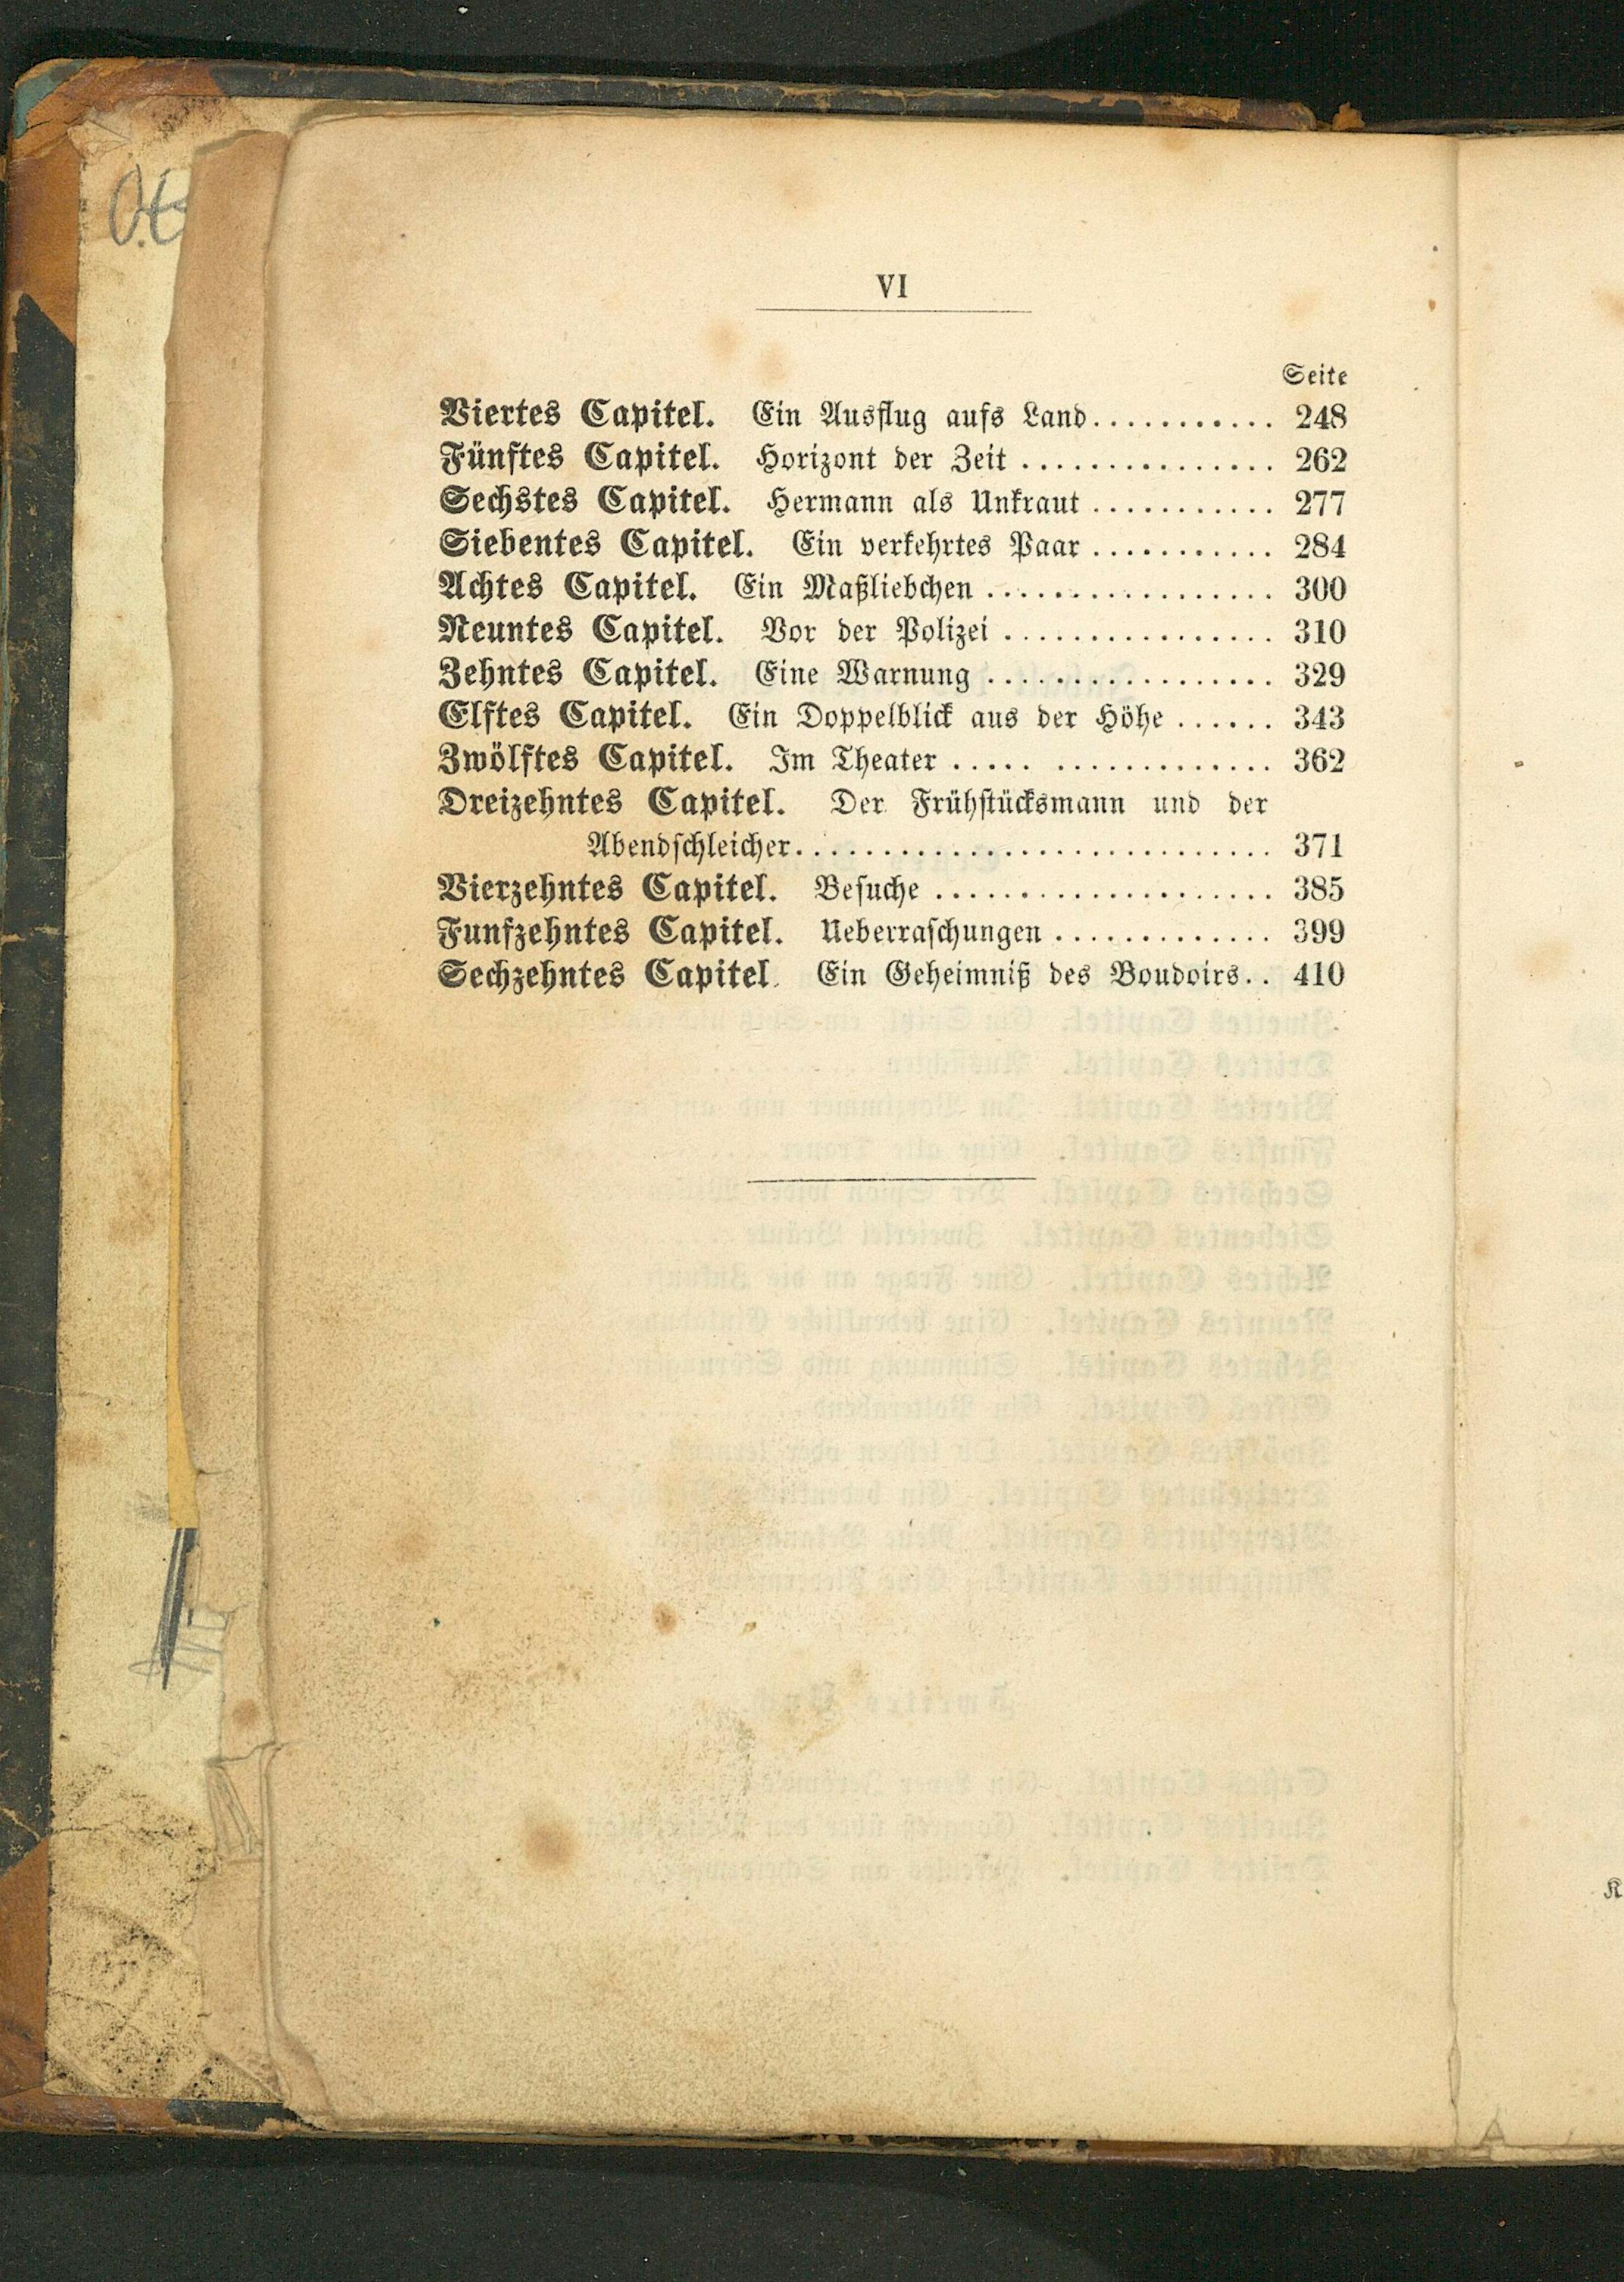 VI
Seite
Viertes Capitel. Ein Ausflug aufs Land........... 248
Fünftes Capitel. Horizont der Zeit ............... 262
Sechstes Capitel. Hermann als Unkraut ........... 277
Siebentes Capitel. Ein verkehrtes Paar ........... 284
Achtes Capitel. Ein Maßliebchen ................. 300
Neuntes Capitel. Vor der Polizei ................ 310
Zehntes Capitel. Eine Warnung ................. 329
Elftes Capitel. Ein Doppelblick aus der Höhe ...... 343
Zwölftes Capitel. Im Theater ..... ............. 362
Dreizehntes Capitel. Der Frühstücksmann und der
Abendschleicher............................ 371
Vierzehntes Capitel. Besuche .................... 385
Funfzehntes Capitel. Ueberraschungen ............. 399
Sechzehntes Capitel. Ein Geheimniß des Boudoirs.. 410